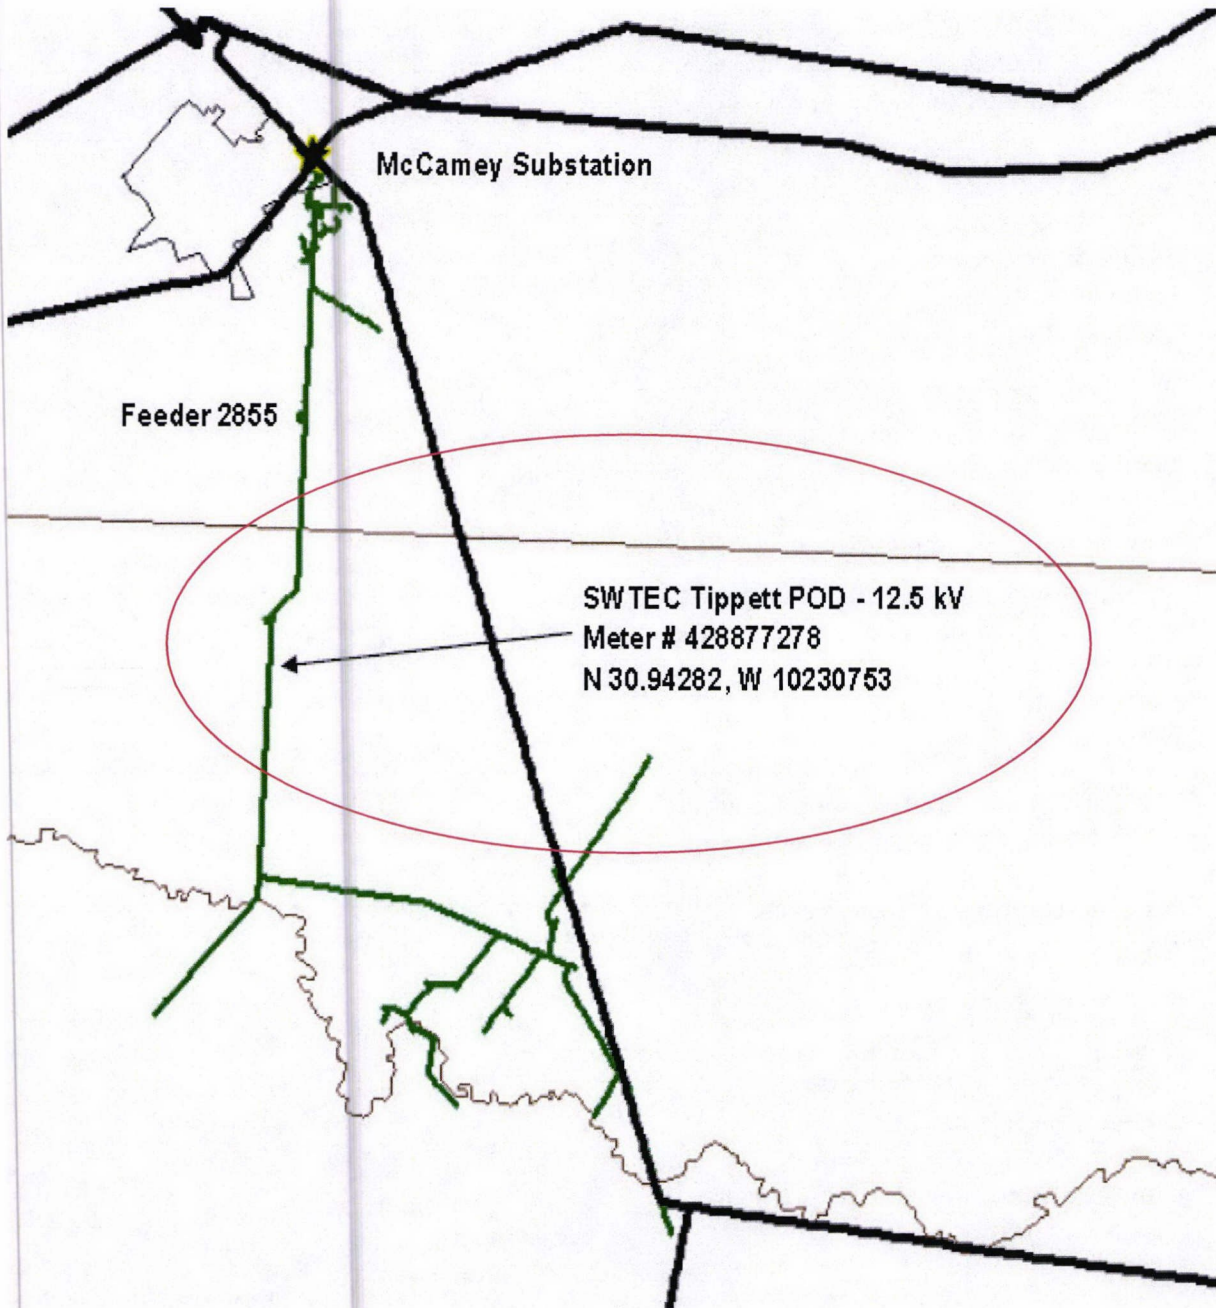 McCamey Substation
Feeder 2855
SWTEC Tippett POD - 12.5 kV
Meter # 428877278
N 30.94282, W 10230753